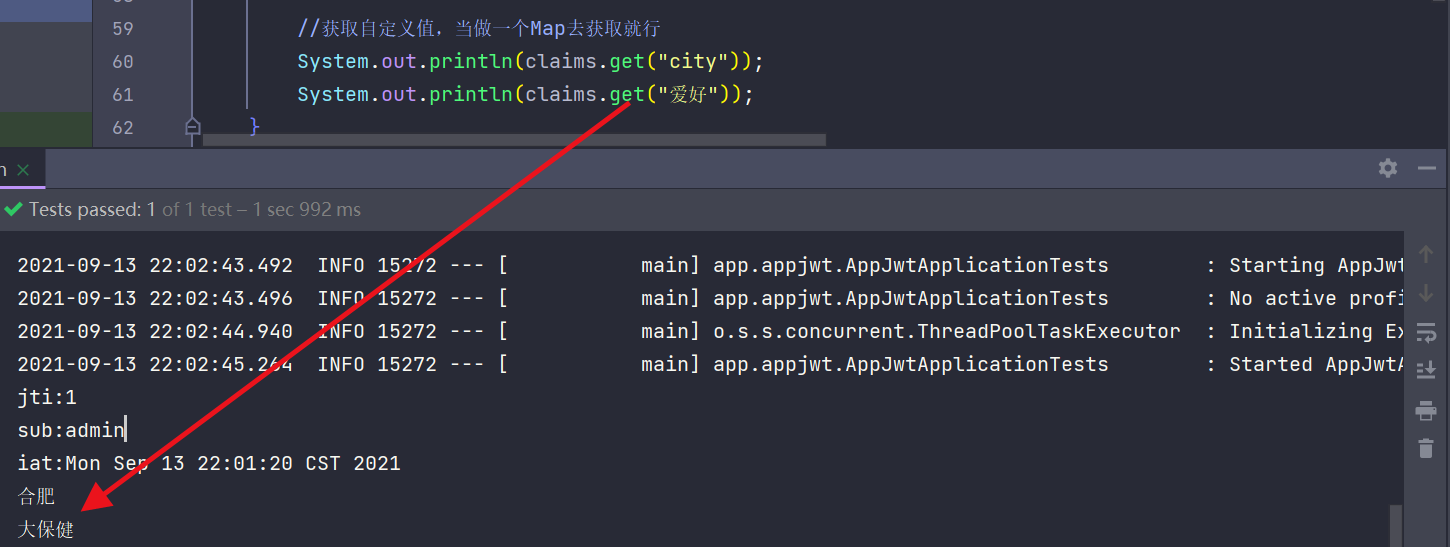 59 //获取自定义值，当做一个Map去获取就行
60 System.out.println(claims.get("city"));
61 System.out.println(claims.get("爱好"));
62 }
Tests passed: 1 of 1 test – 1 sec 992 ms
2021-09-13 22:02:43.492  INFO 15272 --- [           main] app.appjwt.AppJwtApplicationTests        : Starting AppJwt
2021-09-13 22:02:43.496  INFO 15272 --- [           main] app.appjwt.AppJwtApplicationTests        : No active profi
2021-09-13 22:02:44.940  INFO 15272 --- [           main] o.s.s.concurrent.ThreadPoolTaskExecutor  : Initializing Ex
2021-09-13 22:02:45.264  INFO 15272 --- [           main] app.appjwt.AppJwtApplicationTests        : Started AppJwtA
jti:1
sub:admin
iat:Mon Sep 13 22:01:20 CST 2021
合肥
大保健